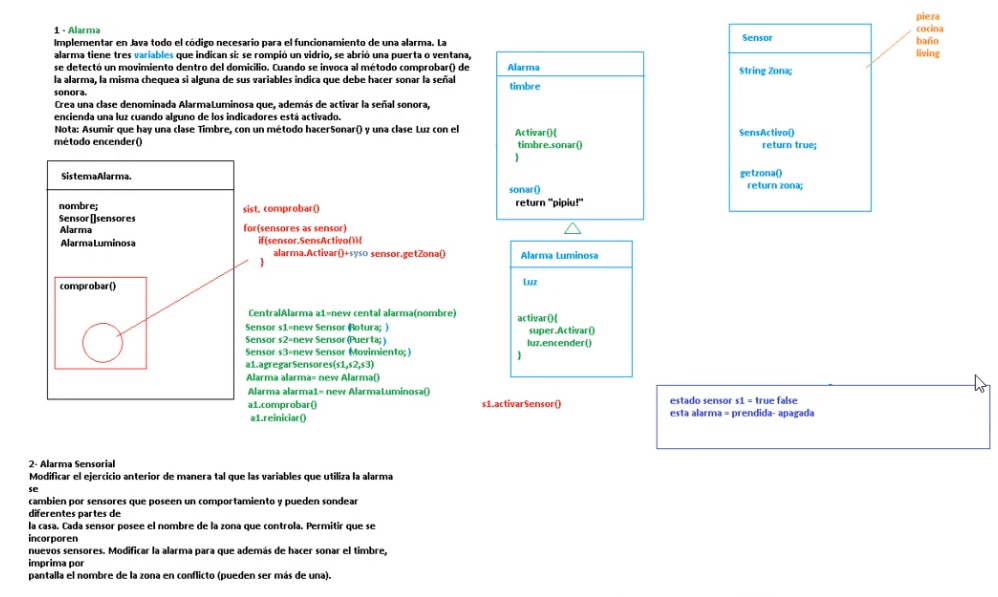 1 - Alarma
Implementar en Java todo el código necesario para el funcionamiento de una alarma. La
alarma tiene tres variables que indican si: se rompió un vidrio, se abrió una puerta o ventana,
se detectó un movimiento dentro del domicilio. Cuando se invoca al método comprobar() de
la alarma, la misma chequea si alguna de sus variables indica que debe hacer sonar la señal
sonora.
Crea una clase denominada AlarmaLuminosa que, además de activar la señal sonora,
encienda una luz cuando alguno de los indicadores está activado.
Nota: Asumir que hay una clase Timbre, con un método hacerSonar() y una clase Luz con el
método encender()
SistemaAlarma.
nombre;
Sensor[]sensores
Alarma
AlarmaLuminosa
comprobar()
sist. comprobar()
for(sensores as sensor)
if(sensor.SensActivo()){
alarma.Activar()+syso sensor.getZona()
}
CentralAlarma a1=new cental alarma(nombre)
Sensor s1=new Sensor (Rotura; )
Sensor s2=new Sensor (Puerta; )
Sensor s3=new Sensor (Movimiento; )
a1.agregarSensores(s1,s2,s3)
Alarma alarma= new Alarma()
Alarma alarma1= new AlarmaLuminosa()
a1.comprobar()
a1.reiniciar()
Alarma
timbre
Activar(){
timbre.sonar()
}
sonar()
return "pipiu!"
Alarma Luminosa
Luz
activar(){
super.Activar()
luz.encender()
}
s1.activarSensor()
Sensor
String Zona;
SensActivo()
return true;
getzona()
return zona;
pieza
cocina
baño
living
estado sensor s1 = true false
esta alarma = prendida- apagada
2- Alarma Sensorial
Modificar el ejercicio anterior de manera tal que las variables que utiliza la alarma
se
cambien por sensores que poseen un comportamiento y pueden sondear
diferentes partes de
la casa. Cada sensor posee el nombre de la zona que controla. Permitir que se
incorporen
nuevos sensores. Modificar la alarma para que además de hacer sonar el timbre,
imprima por
pantalla el nombre de la zona en conflicto (pueden ser más de una).